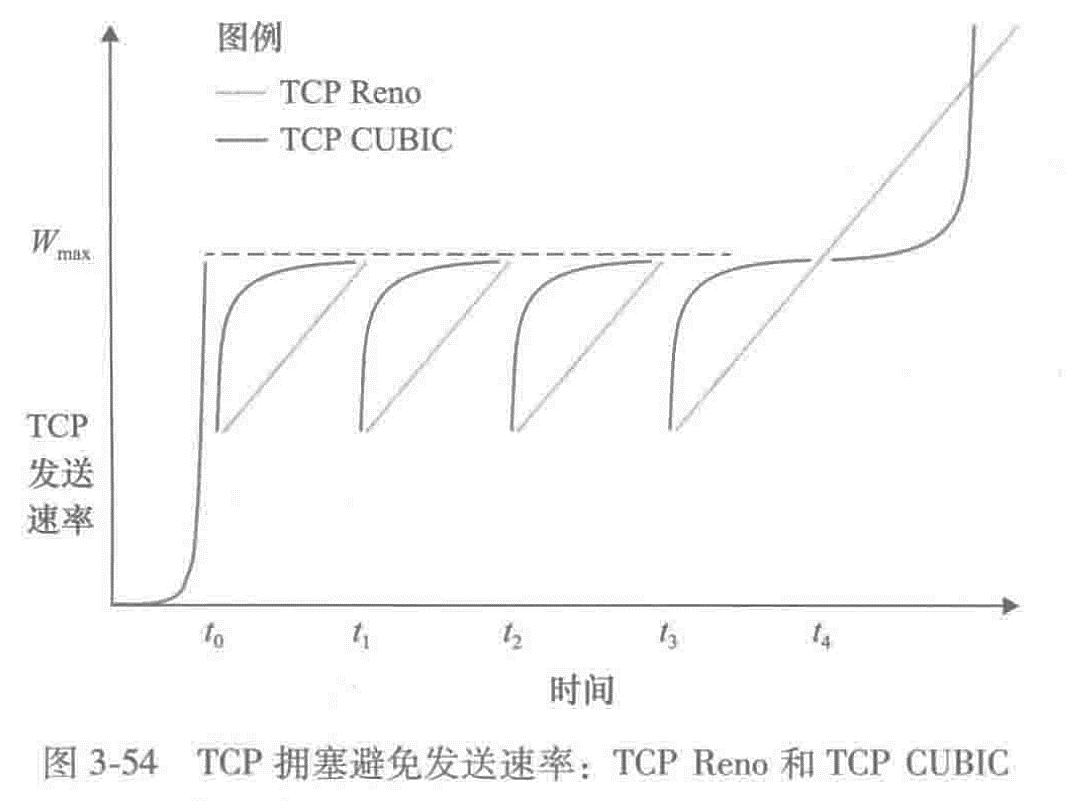 图例
TCP Reno
TCP CUBIC
Wmax
TCP
发送
速率
t0 t1 t2 t3 t4
时间
图 3-54 TCP 拥塞避免发送速率：TCP Reno 和 TCP CUBIC